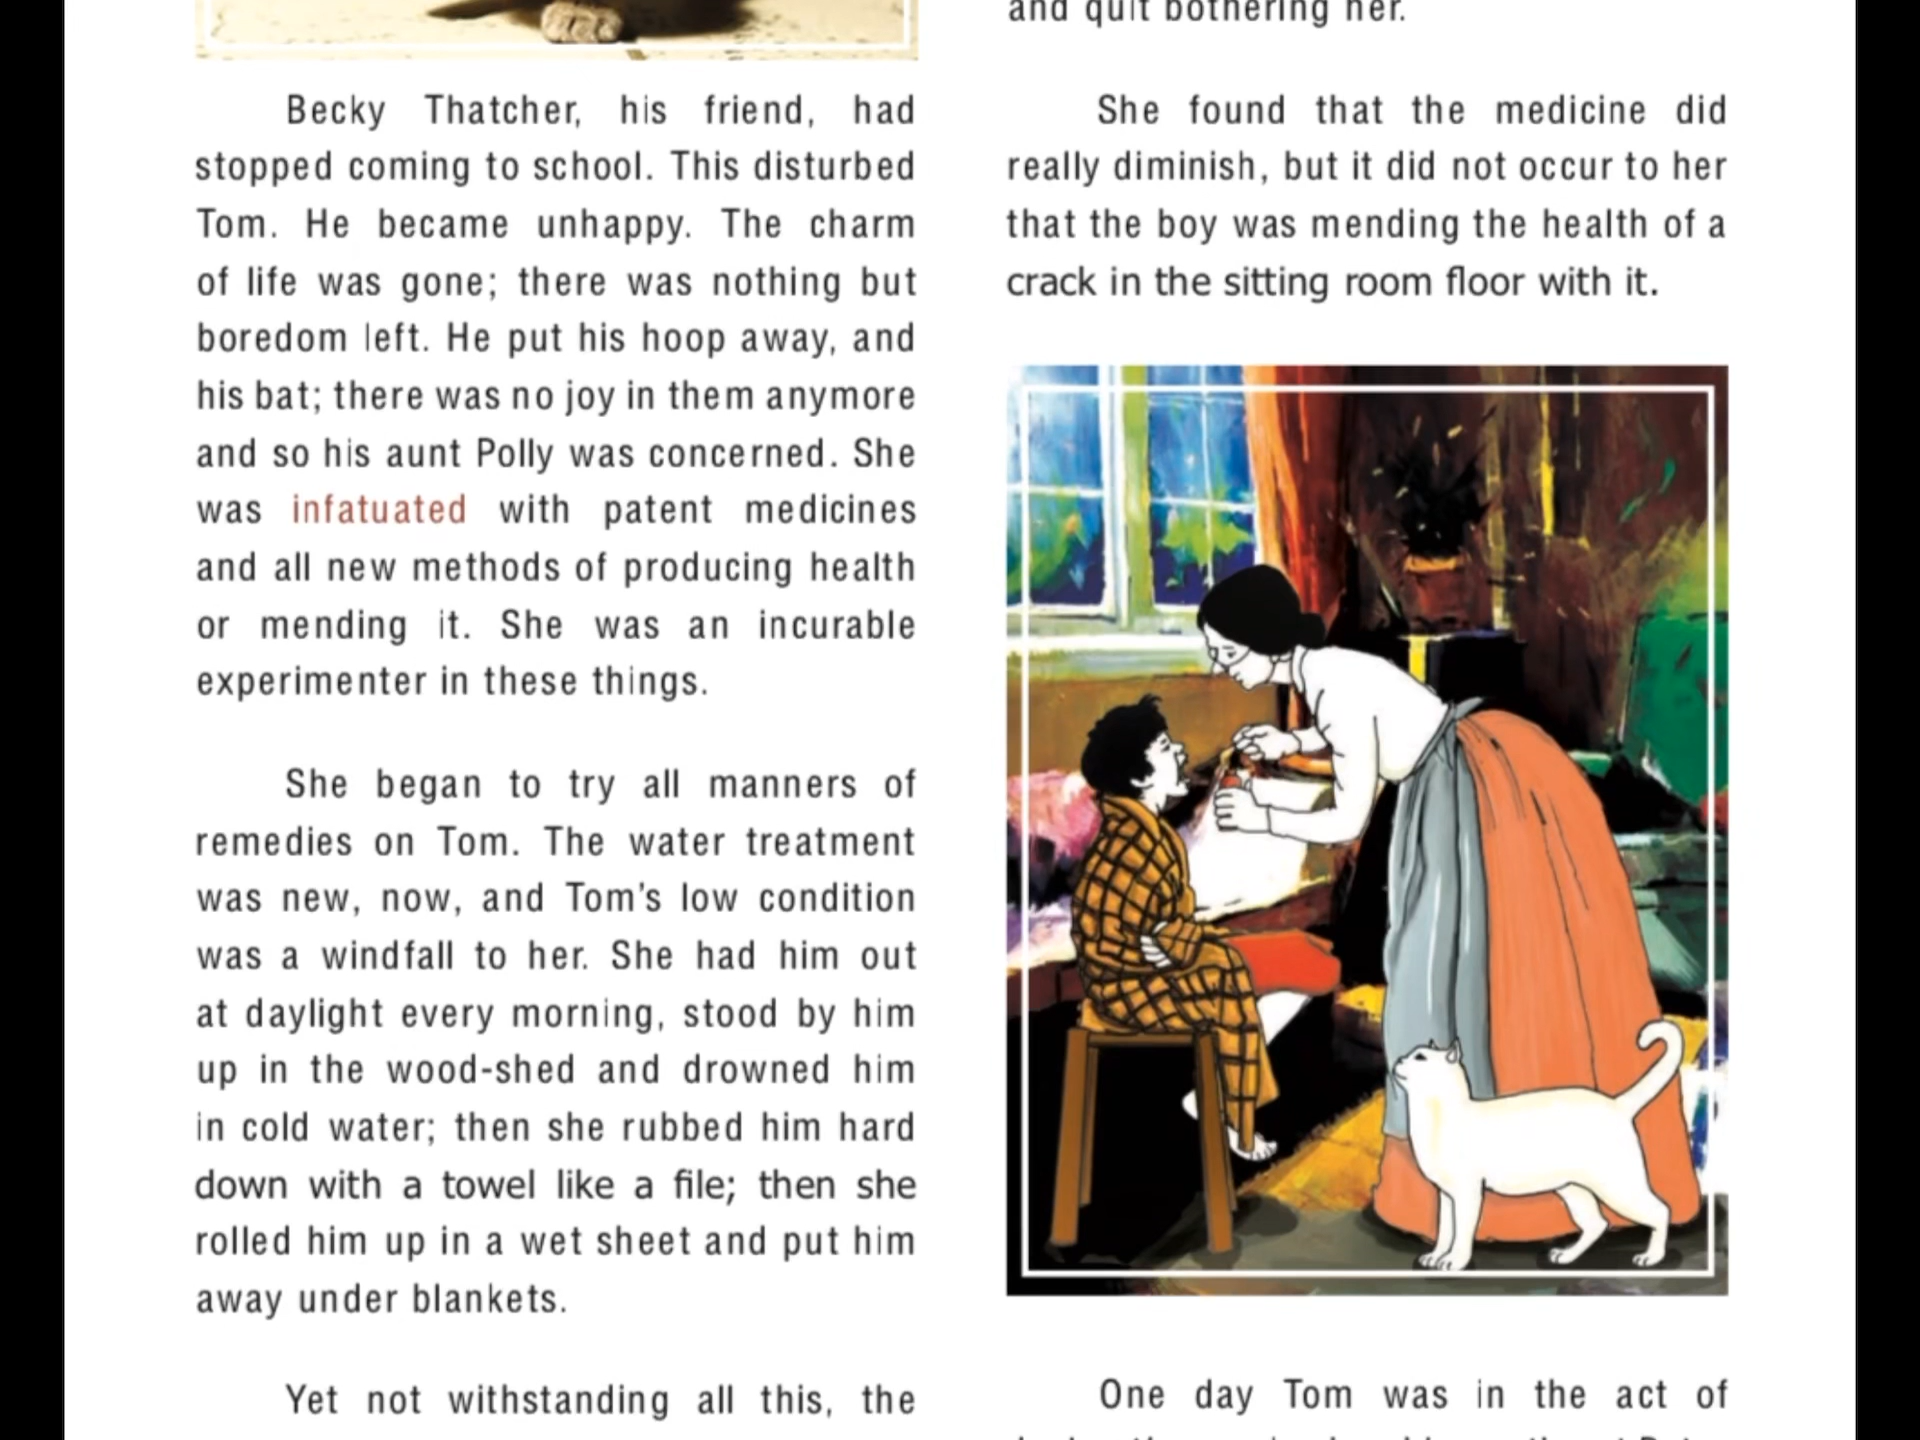 Becky Thatcher, his friend, had
stopped coming to school. This disturbed
Tom. He became unhappy. The charm
of life was gone; there was nothing but
boredom left. He put his hoop away, and
his bat; there was no joy in them anymore
and so his aunt Polly was concerned. She
was infatuated with patent medicines
and all new methods of producing health
or mending it. She was an incurable
experimenter in these things.
She began to try all manners of
remedies on Tom. The water treatment
was new, now, and Tom's low condition
was a windfall to her. She had him out
at daylight every morning, stood by him
up in the wood-shed and drowned him
in cold water; then she rubbed him hard
down with a towel like a file; then she
rolled him up in a wet sheet and put him
away under blankets.
Yet not withstanding all this, the
and quit bothering her.
She found that the medicine did
really diminish, but it did not occur to her
that the boy was mending the health of a
crack in the sitting room floor with it.
One day Tom was in the act of